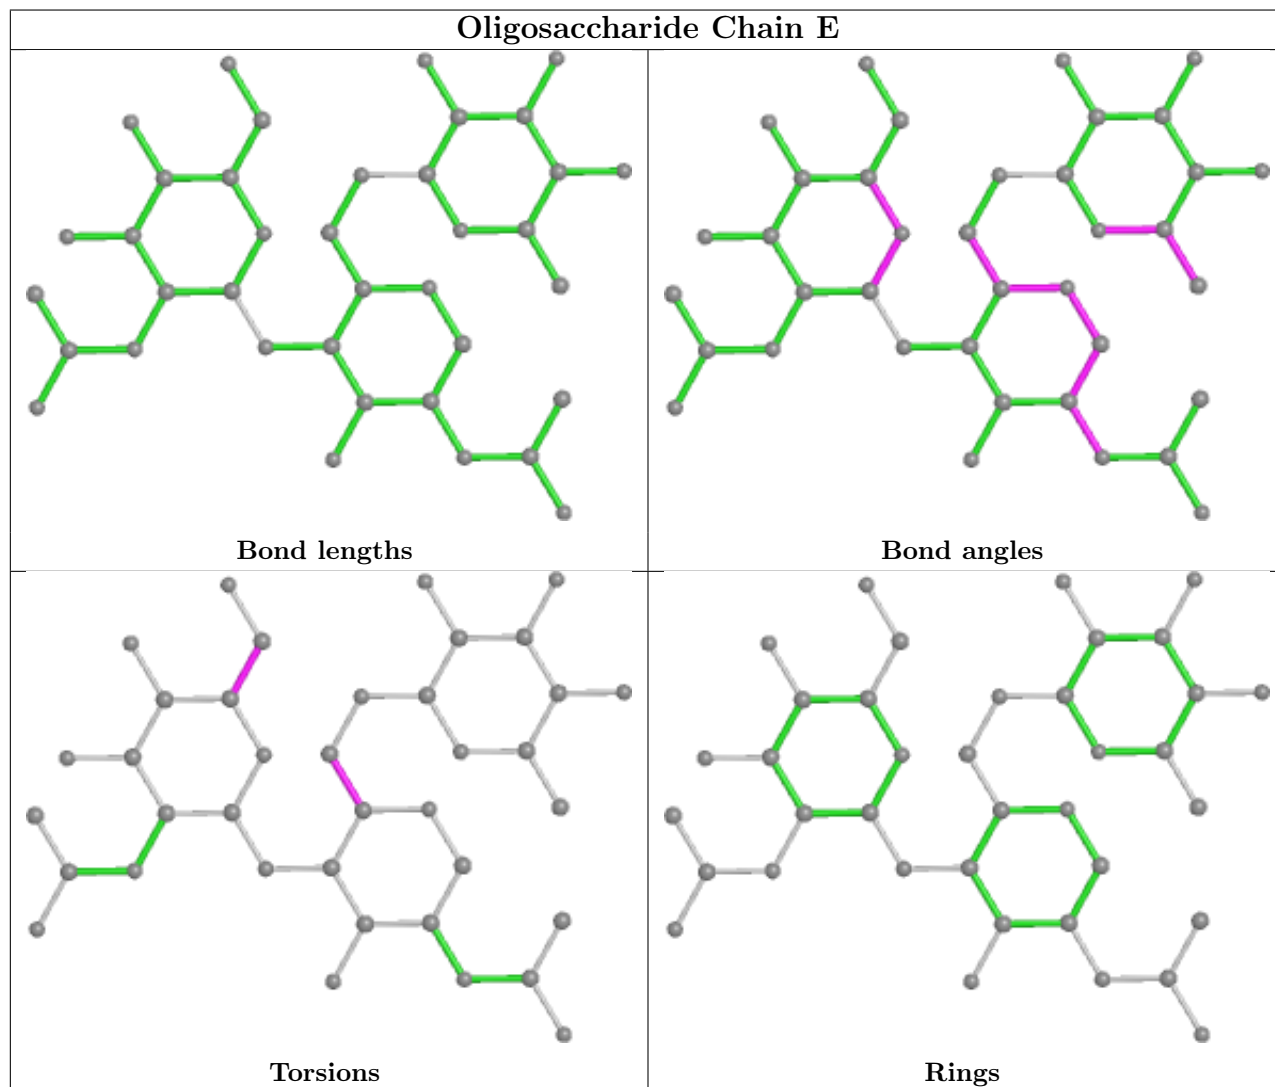 Oligosaccharide Chain E
Bond lengths
Bond angles
Torsions
Rings